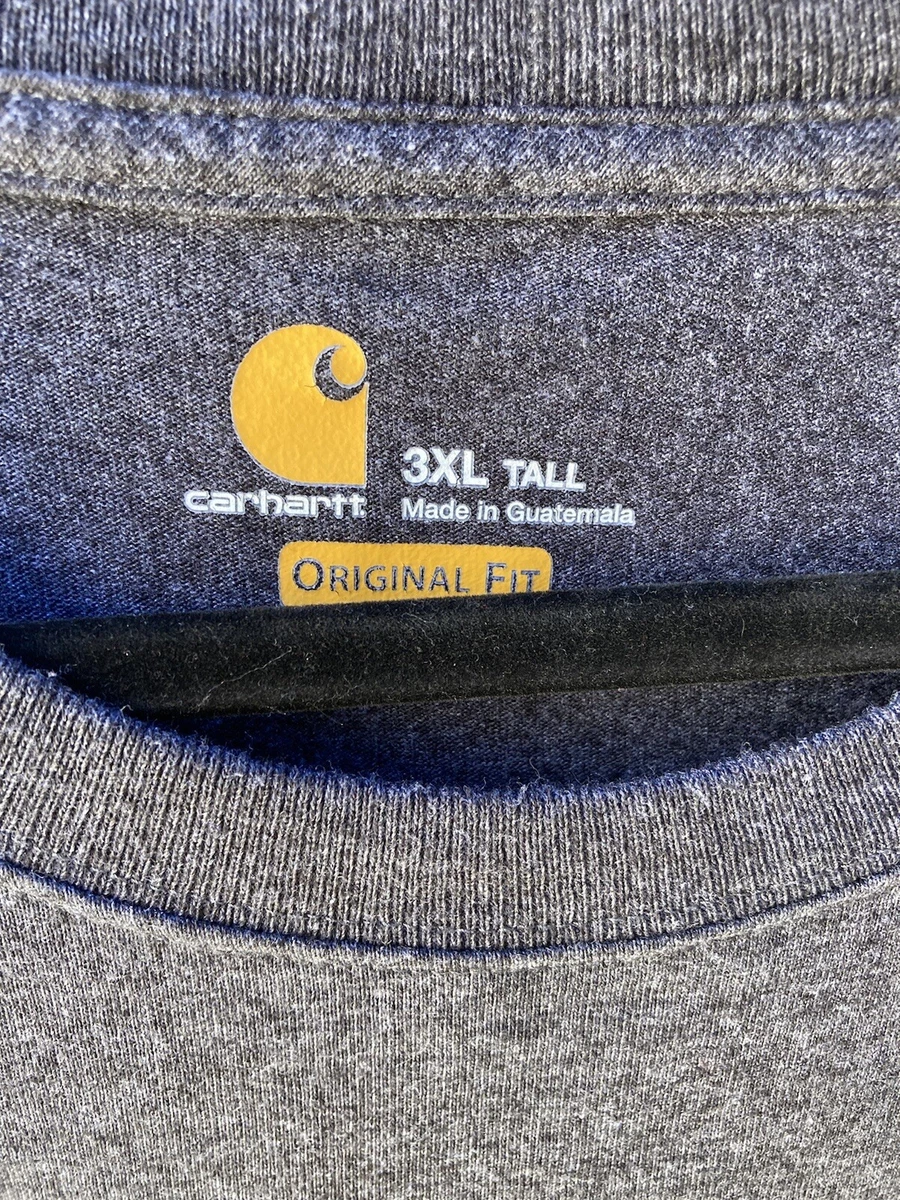 carhartt
3XL TALL
Made in Guatemala
ORIGINAL FIT